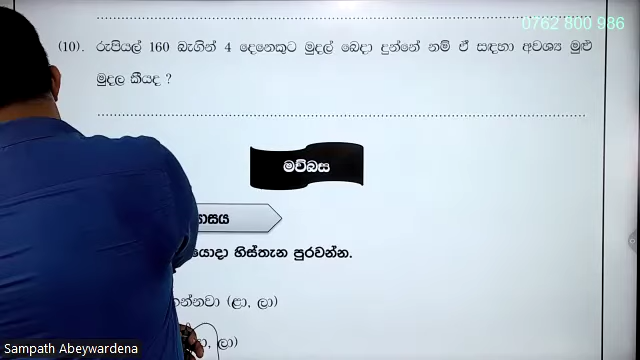 0762 800 986
(10). රුපියල් 160 බැගින් 4 දෙනෙකුට මුදල් බෙදා දුන්නේ නම් ඒ සඳහා අවශ්‍ය මුළු
මුදල කීයද ?
මව්බස
යොදා හිස්තැන පුරවන්න.
(ළා, ලා)
ලා)
Sampath Abeywardena